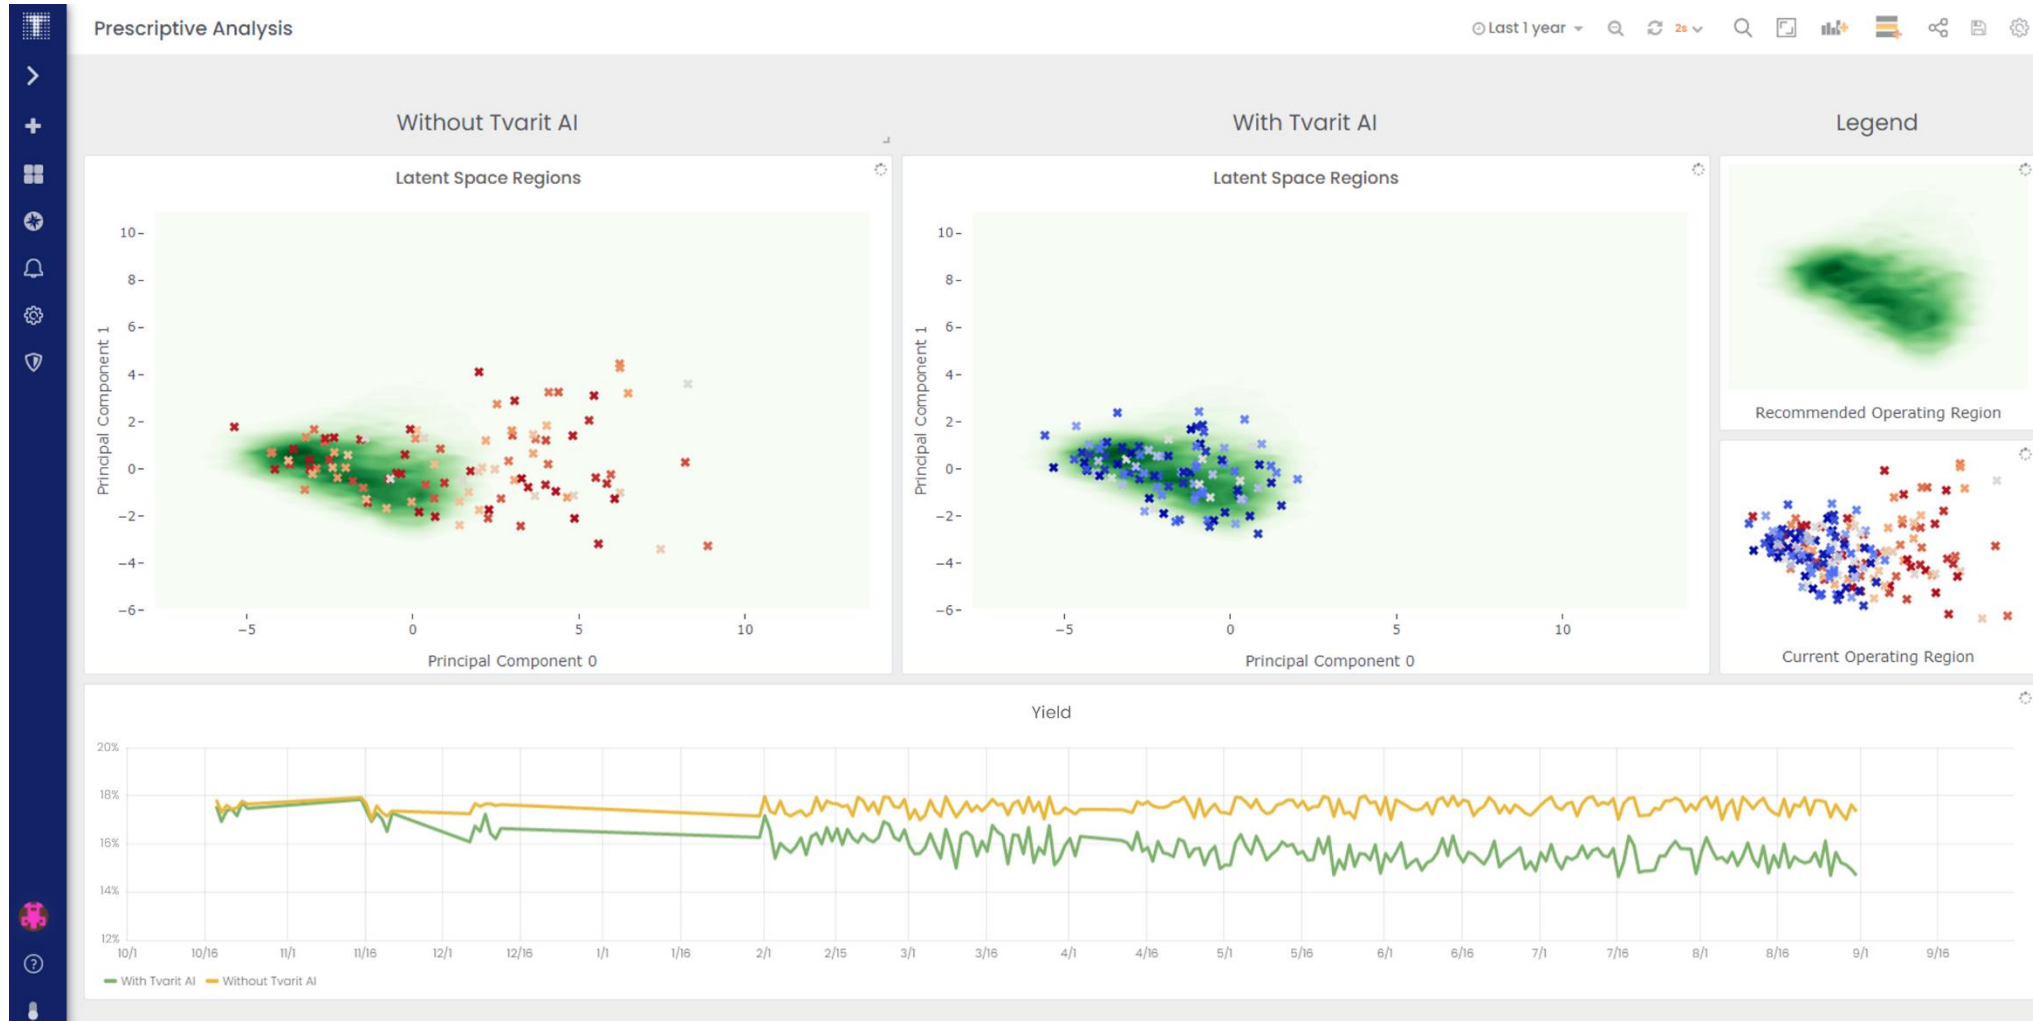 Prescriptive Analysis
Last 1 year
2s
Without Tvarit AI
With Tvarit AI
Legend
Latent Space Regions
10
8
6
4
2
0
−2
−4
−6
Principal Component 1
−5
0
5
10
Principal Component 0
Latent Space Regions
10
8
6
4
2
0
−2
−4
−6
Principal Component 1
−5
0
5
10
Principal Component 0
Recommended Operating Region
Current Operating Region
Yield
20%
18%
16%
14%
12%
10/1 10/16 11/1 11/16 12/1 12/16 1/1 1/16 2/1 2/15 3/1 3/16 4/1 4/16 5/1 5/16 6/1 6/16 7/1 7/16 8/1 8/16 9/1 9/16
With Tvarit AI Without Tvarit AI